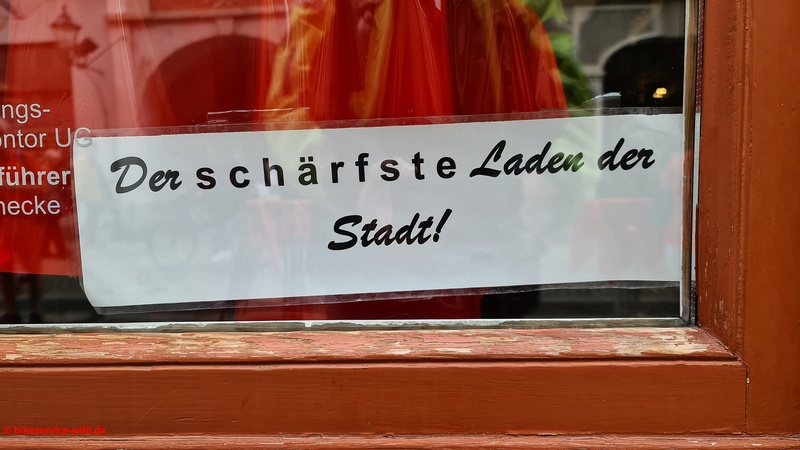 ngs-
ontor UG
führer
necke
Der schärfste Laden der
Stadt!
© bikeservice-wild.de